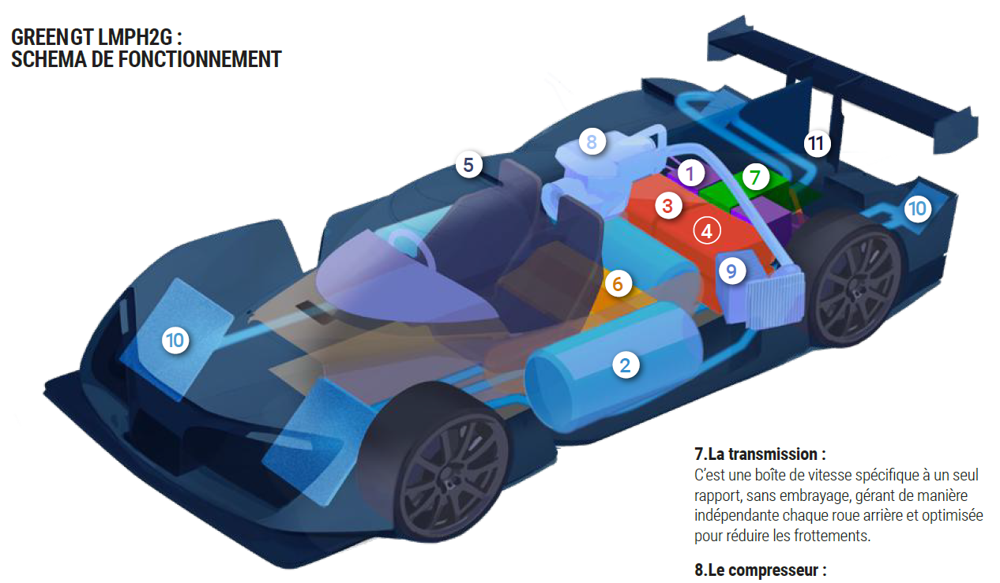 GREENGT LMPH2G :
SCHEMA DE FONCTIONNEMENT
11
8
5
1
7
3
10
4
9
6
10
2
7.La transmission :
C'est une boîte de vitesse spécifique à un seul
rapport, sans embrayage, gérant de manière
indépendante chaque roue arrière et optimisée
pour réduire les frottements.
8.Le compresseur :